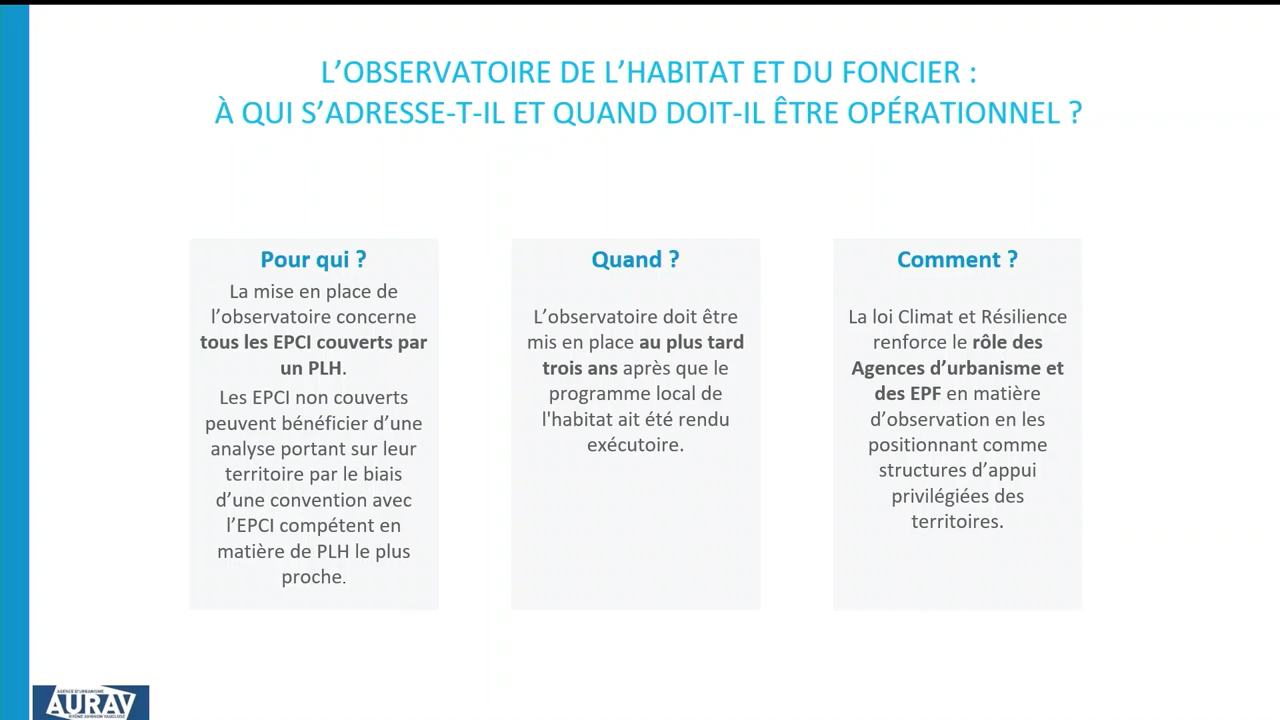 L’OBSERVATOIRE DE L’HABITAT ET DU FONCIER :
À QUI S’ADRESSE-T-IL ET QUAND DOIT-IL ÊTRE OPÉRATIONNEL ?
Pour qui ?
La mise en place de
l’observatoire concerne
tous les EPCI couverts par
un PLH.
Les EPCI non couverts
peuvent bénéficier d’une
analyse portant sur leur
territoire par le biais
d’une convention avec
l’EPCI compétent en
matière de PLH le plus
proche.
Quand ?
L’observatoire doit être
mis en place au plus tard
trois ans après que le
programme local de
l'habitat ait été rendu
exécutoire.
Comment ?
La loi Climat et Résilience
renforce le rôle des
Agences d’urbanisme et
des EPF en matière
d’observation en les
positionnant comme
structures d’appui
privilégiées des
territoires.
AGENCE D'URBANISME
AURAV
RHÔNE AVIGNON VAUCLUSE